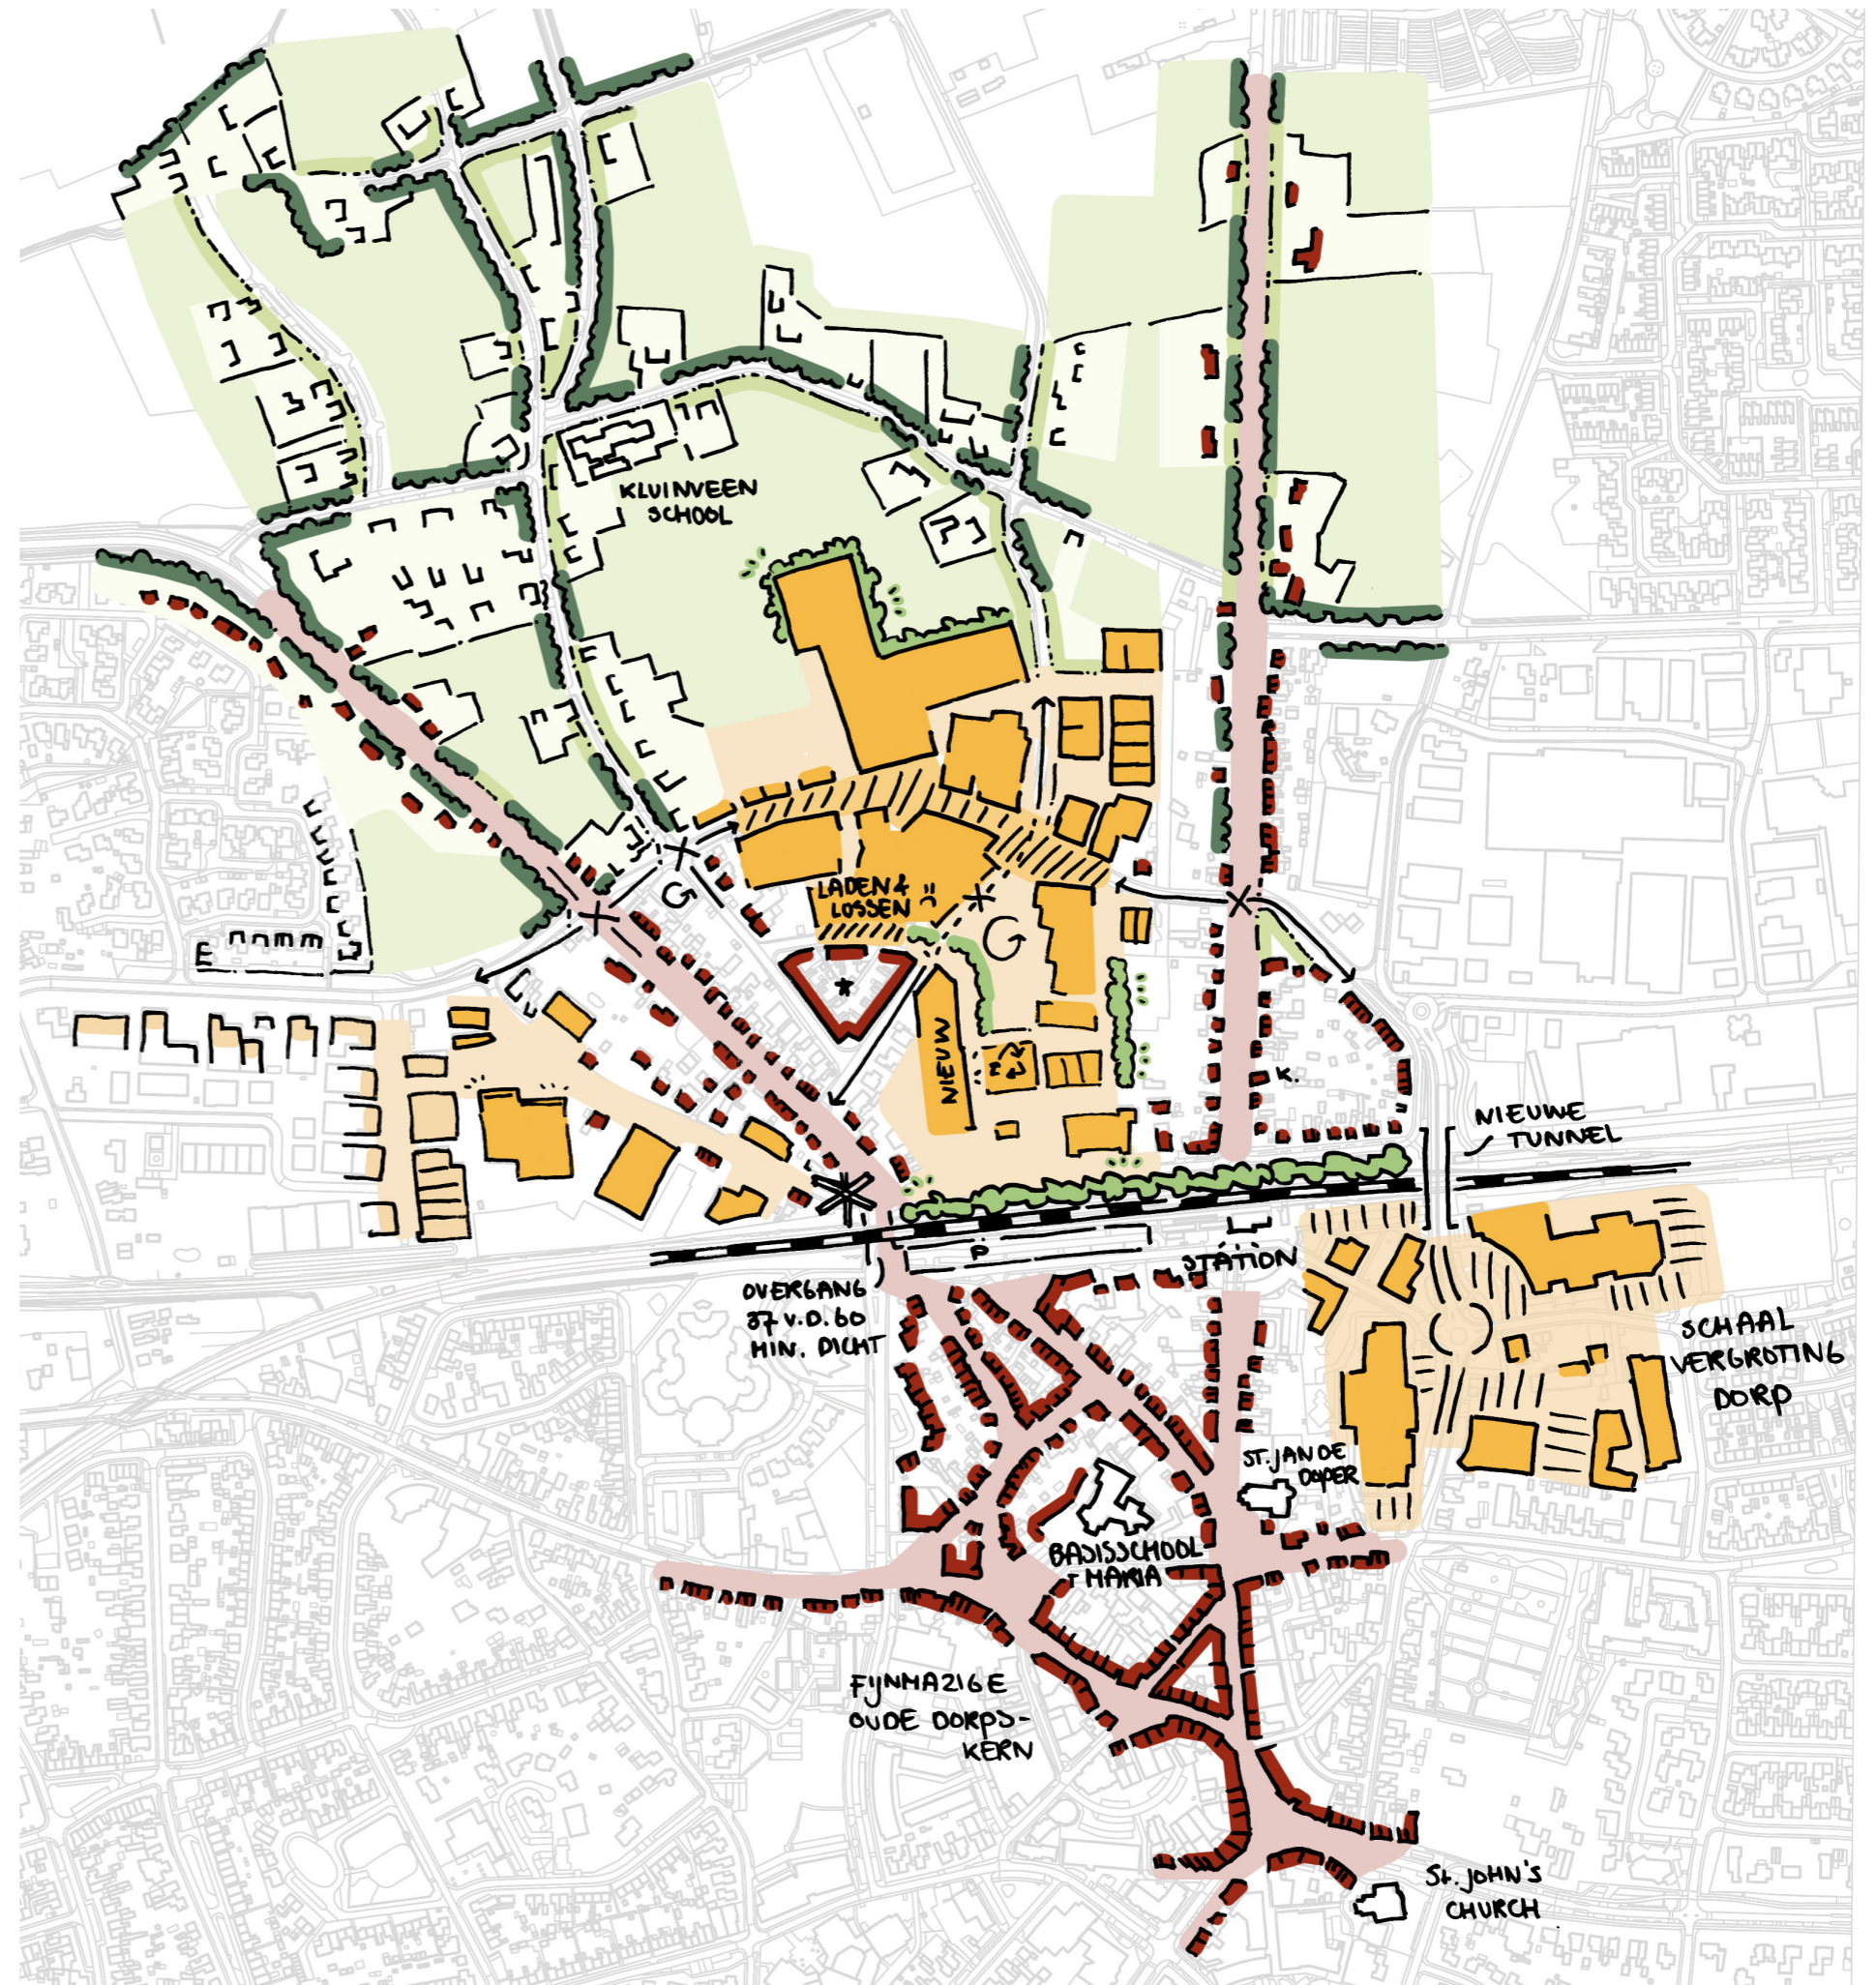 KLUINVEEN
SCHOOL
LADEN &
LOSSEN
NIEUW
K.
NIEUWE
TUNNEL
P
STATION
OVERGANG
37 V.D. 60
MIN. DICHT
SCHAAL
VERGROTING
DORP
ST. JAN DE
DOPER
BASISSCHOOL
MARIA
FIJNMAZIGE
OUDE DORPS-
KERN
St. JOHN'S
CHURCH